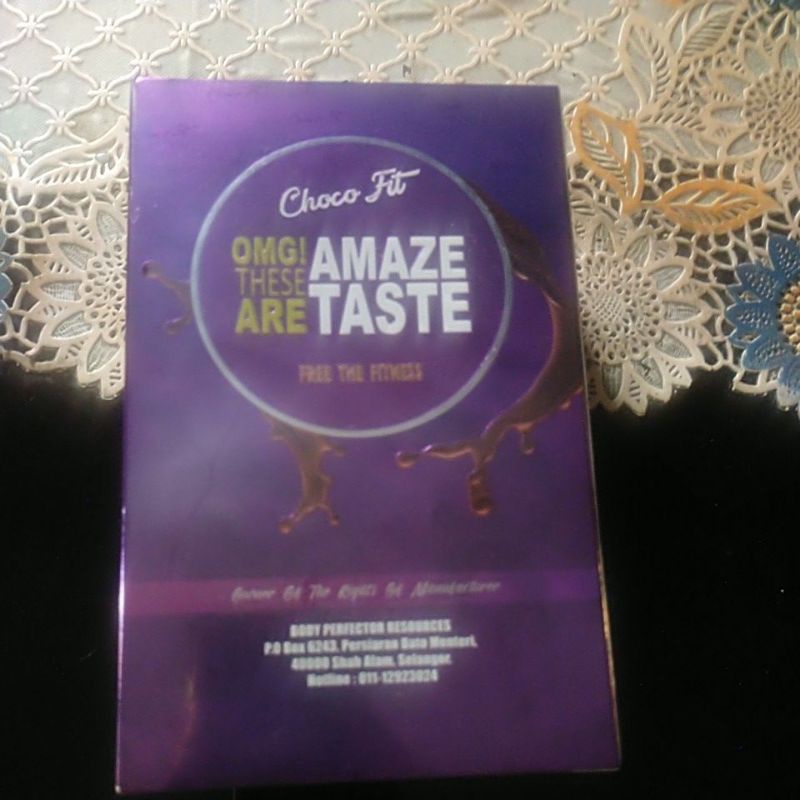 Choco Fit
OMG!
THESE
ARE
AMAZE
TASTE
FREE THE FITNESS
Owner Of The Rights Of Manufacturer
BODY PERFECTOR RESOURCES
P.O Box 6243, Persiaran Dato Menteri,
40000 Shah Alam, Selangor.
Hotline : 011-12923024